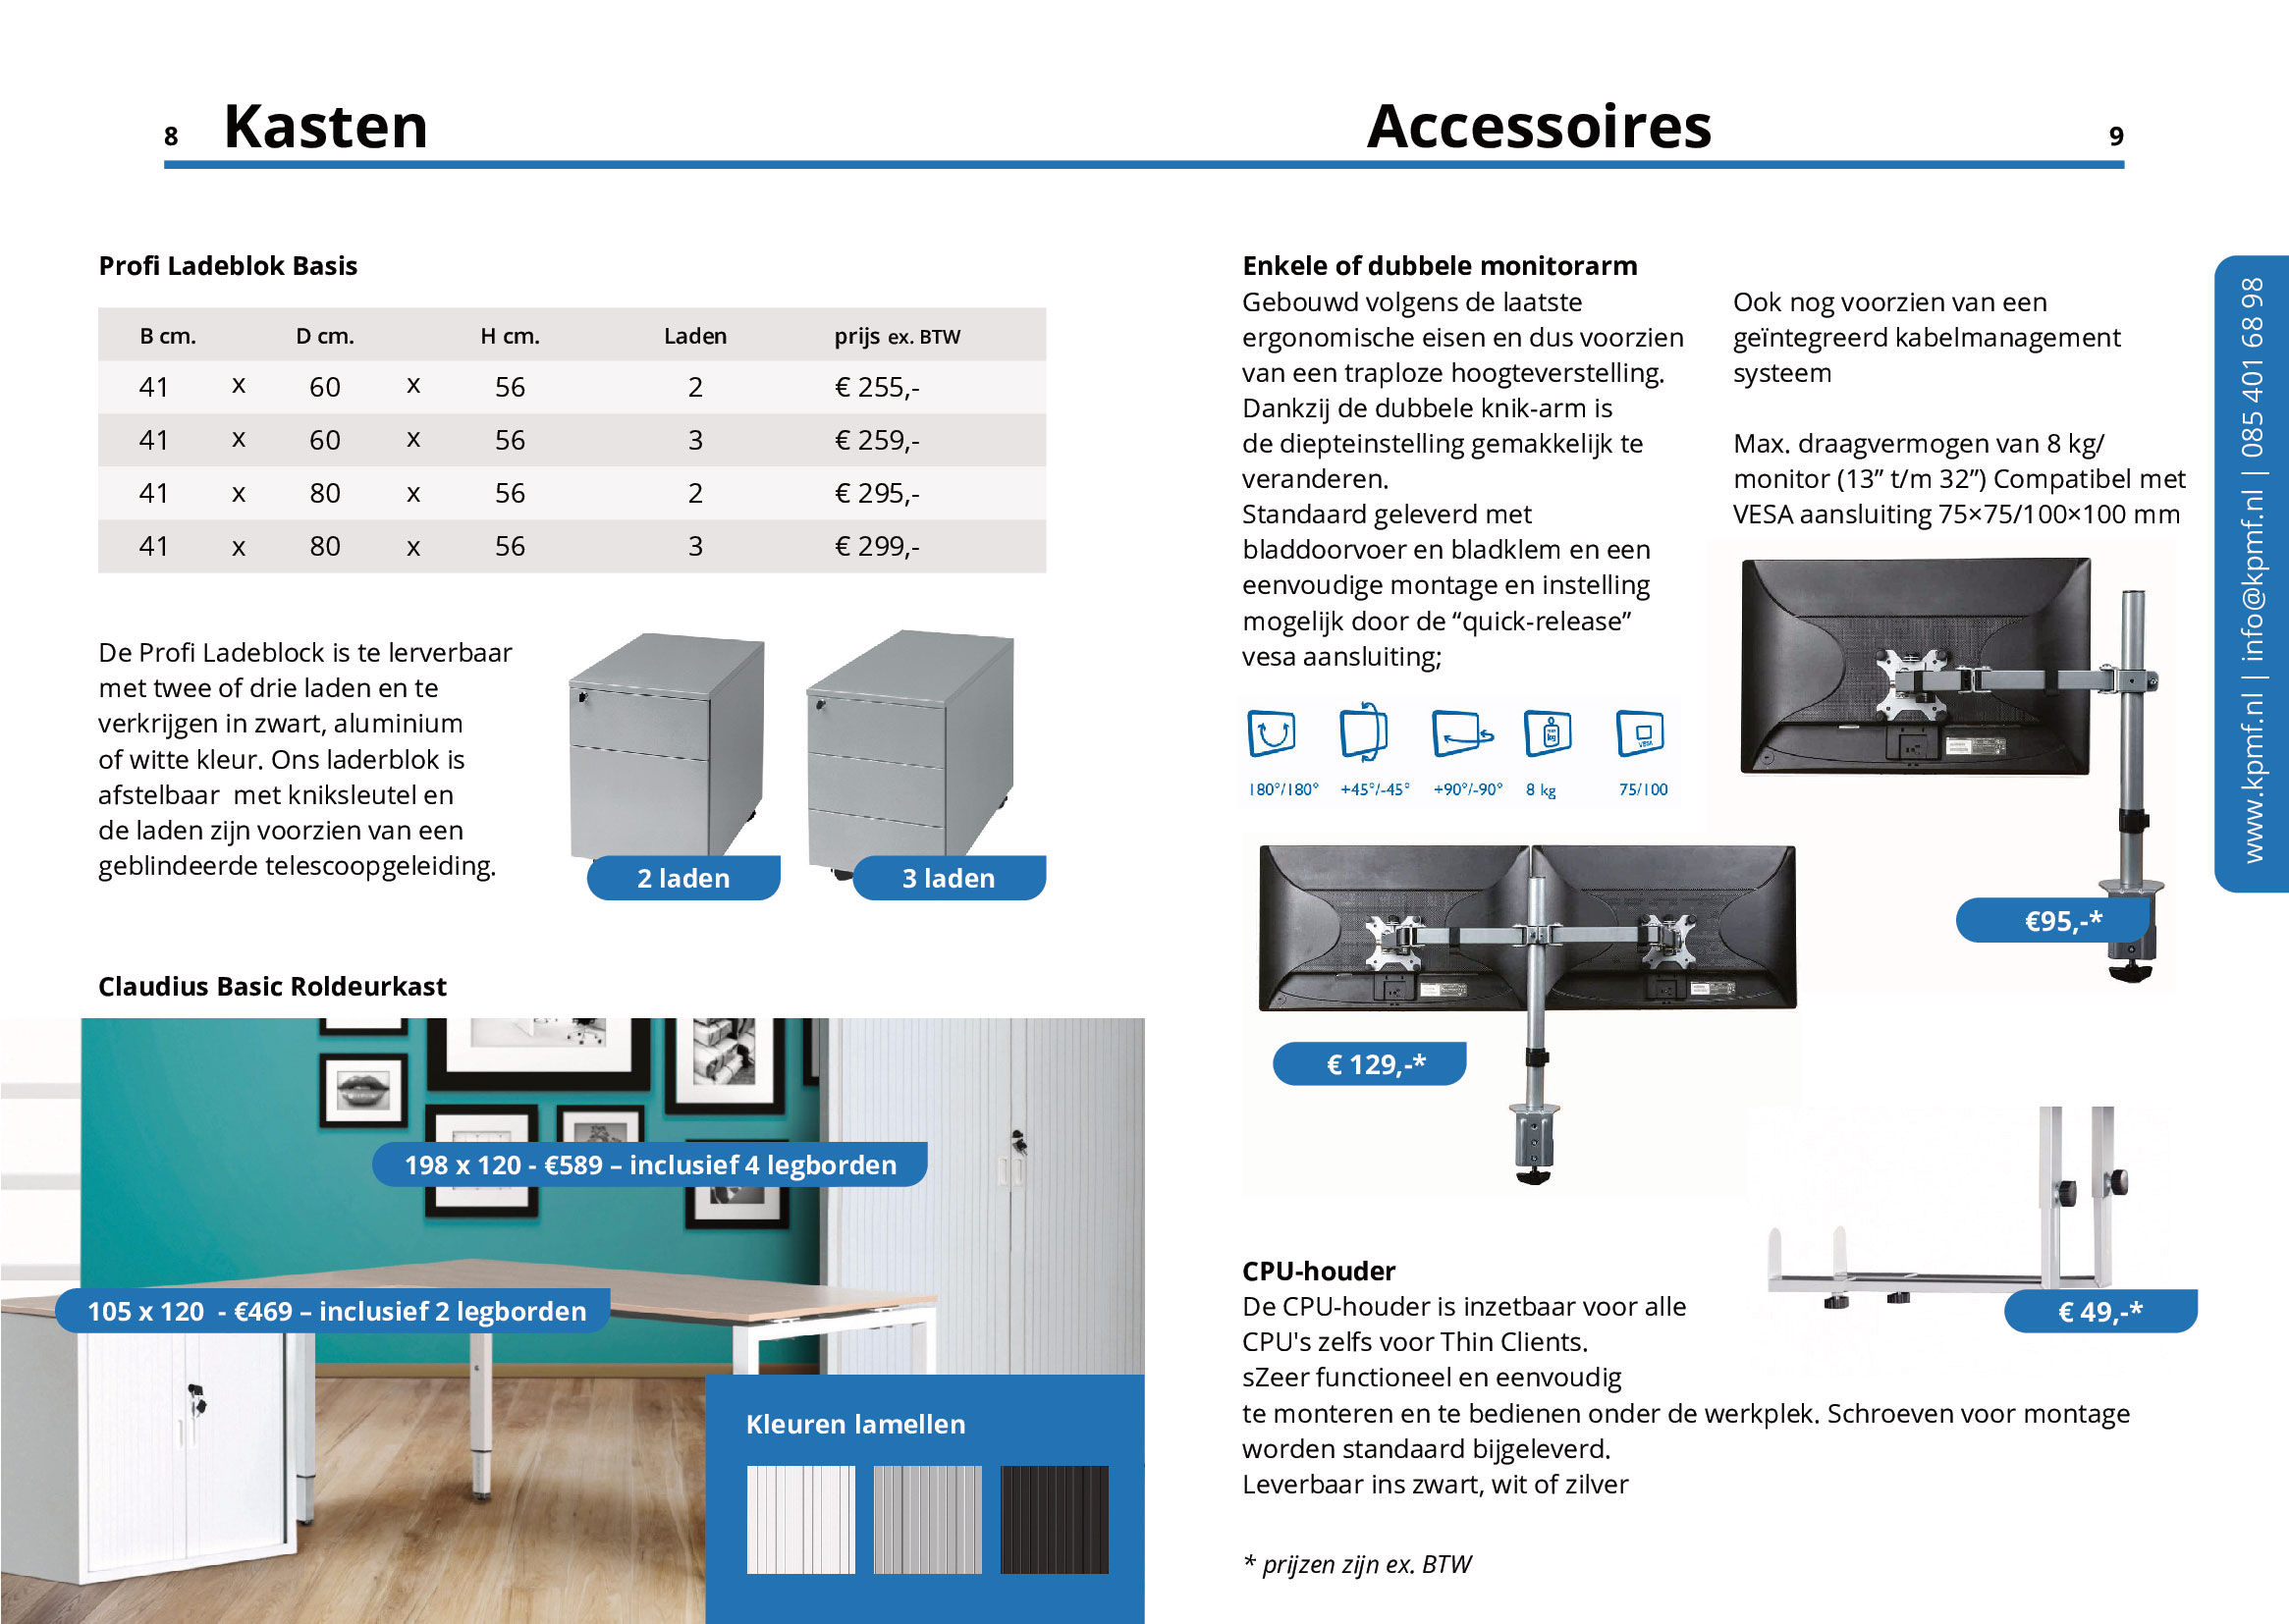 8 Kasten
Profi Ladeblok Basis
B cm. D cm. H cm. Laden prijs ex. BTW
41 x 60 x 56 2 € 255,-
41 x 60 x 56 3 € 259,-
41 x 80 x 56 2 € 295,-
41 x 80 x 56 3 € 299,-
De Profi Ladeblock is te lerverbaar
met twee of drie laden en te
verkrijgen in zwart, aluminium
of witte kleur. Ons laderblok is
afstelbaar met kniksleutel en
de laden zijn voorzien van een
geblindeerde telescoopgeleiding.
2 laden
3 laden
Claudius Basic Roldeurkast
198 x 120 - €589 – inclusief 4 legborden
105 x 120 - €469 – inclusief 2 legborden
Kleuren lamellen
Accessoires 9
Enkele of dubbele monitorarm
Gebouwd volgens de laatste
ergonomische eisen en dus voorzien
van een traploze hoogteverstelling.
Dankzij de dubbele knik-arm is
de diepteinstelling gemakkelijk te
veranderen.
Standaard geleverd met
bladdoorvoer en bladklem en een
eenvoudige montage en instelling
mogelijk door de “quick-release”
vesa aansluiting;
Ook nog voorzien van een
geïntegreerd kabelmanagement
systeem
Max. draagvermogen van 8 kg/
monitor (13” t/m 32”) Compatibel met
VESA aansluiting 75×75/100×100 mm
kg
VESA
180°/180° +45°/-45° +90°/-90° 8 kg 75/100
€95,-*
€ 129,-*
€ 49,-*
CPU-houder
De CPU-houder is inzetbaar voor alle
CPU's zelfs voor Thin Clients.
sZeer functioneel en eenvoudig
te monteren en te bedienen onder de werkplek. Schroeven voor montage
worden standaard bijgeleverd.
Leverbaar ins zwart, wit of zilver
* prijzen zijn ex. BTW
www.kpmf.nl | info@kpmf.nl | 085 401 68 98